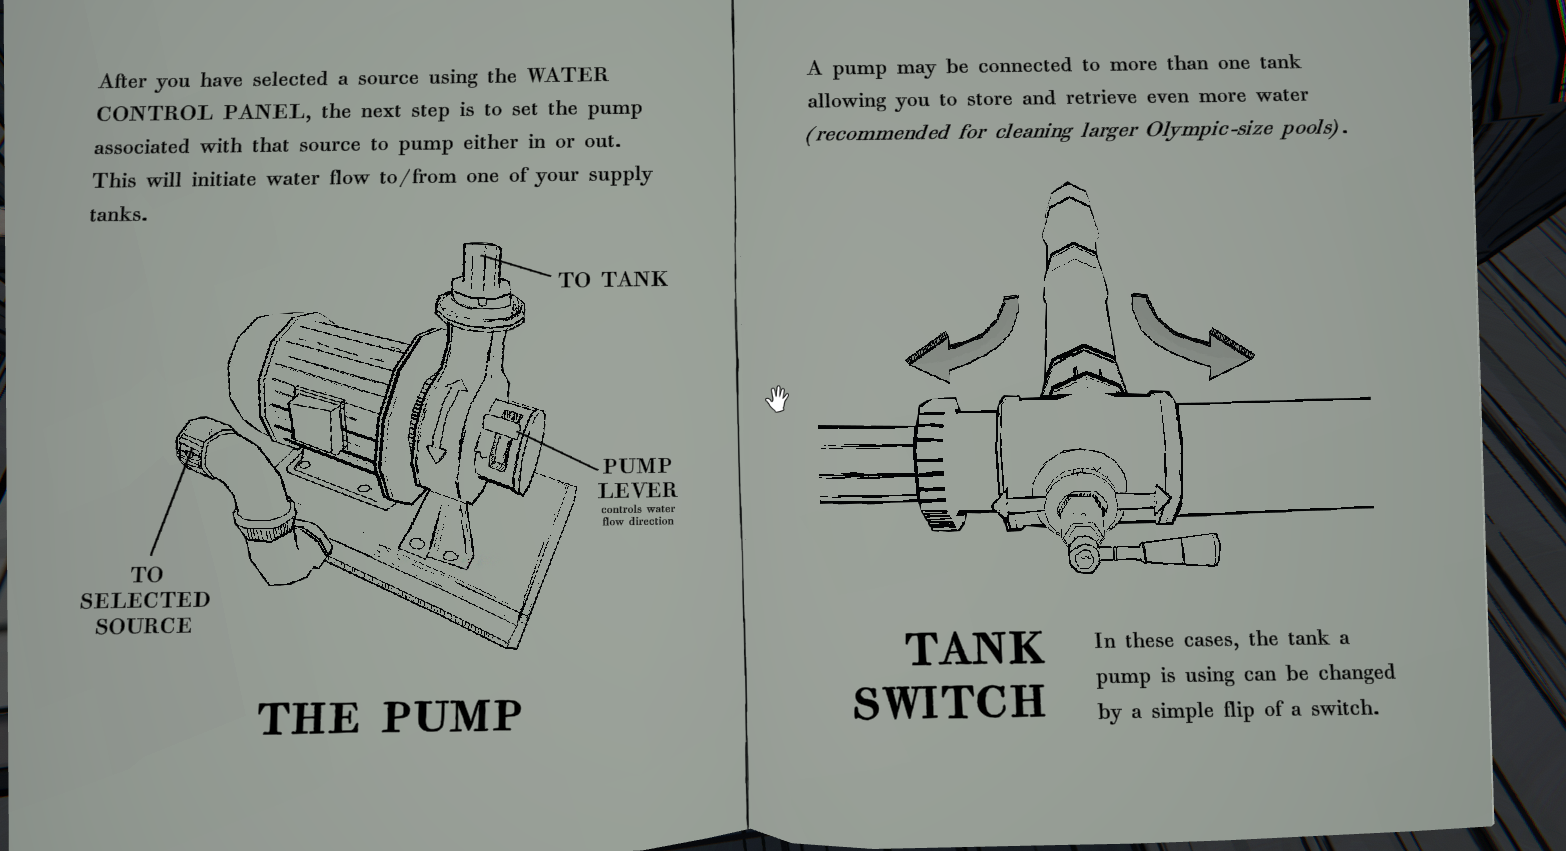 After you have selected a source using the WATER
CONTROL PANEL, the next step is to set the pump
associated with that source to pump either in or out.
This will initiate water flow to/from one of your supply
tanks.
TO TANK
PUMP
LEVER
controls water
flow direction
TO
SELECTED
SOURCE
THE PUMP
A pump may be connected to more than one tank
allowing you to store and retrieve even more water
(recommended for cleaning larger Olympic-size pools).
TANK
SWITCH
In these cases, the tank a
pump is using can be changed
by a simple flip of a switch.